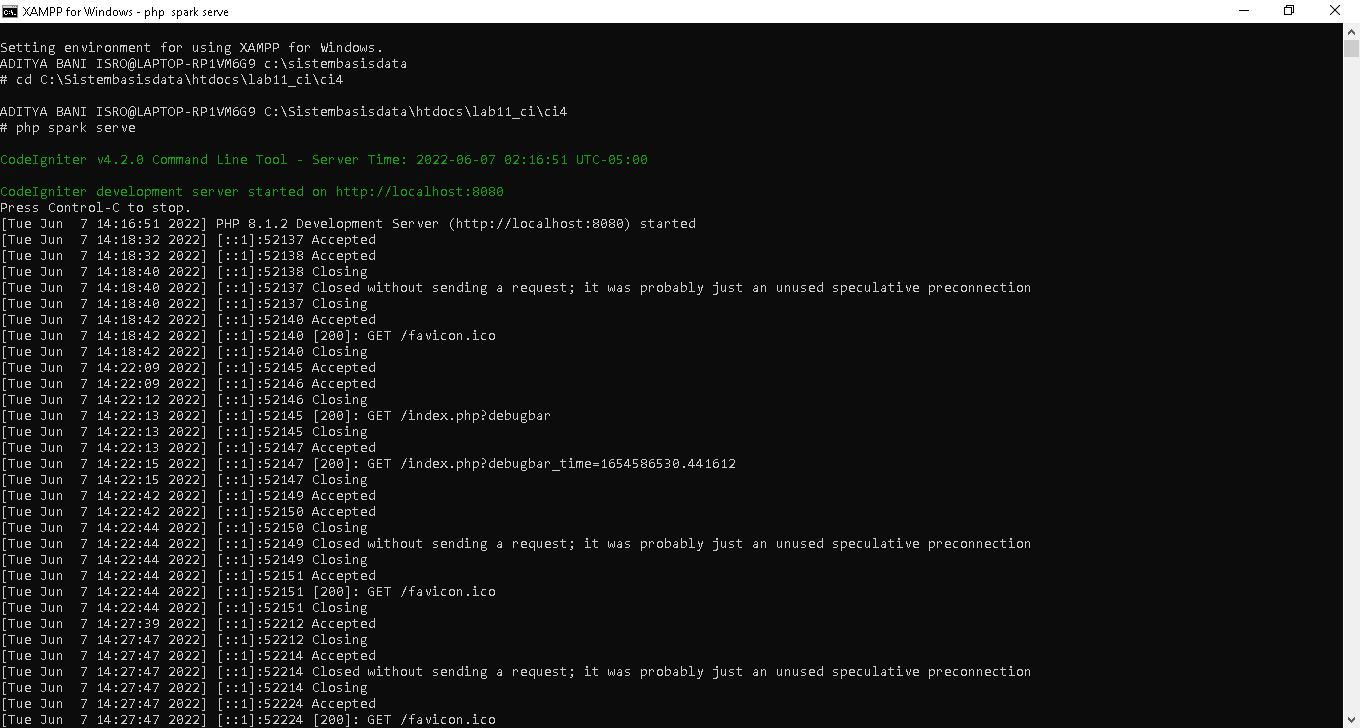 XAMPP for Windows - php  spark serve
Setting environment for using XAMPP for Windows.
ADITYA BANI ISRO@LAPTOP-RP1VM6G9 c:\sistembasisdata
# cd C:\Sistembasisdata\htdocs\lab11_ci\ci4
ADITYA BANI ISRO@LAPTOP-RP1VM6G9 C:\Sistembasisdata\htdocs\lab11_ci\ci4
# php spark serve
CodeIgniter v4.2.0 Command Line Tool - Server Time: 2022-06-07 02:16:51 UTC-05:00
CodeIgniter development server started on http://localhost:8080
Press Control-C to stop.
[Tue Jun  7 14:16:51 2022] PHP 8.1.2 Development Server (http://localhost:8080) started
[Tue Jun  7 14:18:32 2022] [::1]:52137 Accepted
[Tue Jun  7 14:18:32 2022] [::1]:52138 Accepted
[Tue Jun  7 14:18:40 2022] [::1]:52138 Closing
[Tue Jun  7 14:18:40 2022] [::1]:52137 Closed without sending a request; it was probably just an unused speculative preconnection
[Tue Jun  7 14:18:40 2022] [::1]:52137 Closing
[Tue Jun  7 14:18:42 2022] [::1]:52140 Accepted
[Tue Jun  7 14:18:42 2022] [::1]:52140 [200]: GET /favicon.ico
[Tue Jun  7 14:18:42 2022] [::1]:52140 Closing
[Tue Jun  7 14:22:09 2022] [::1]:52145 Accepted
[Tue Jun  7 14:22:09 2022] [::1]:52146 Accepted
[Tue Jun  7 14:22:12 2022] [::1]:52146 Closing
[Tue Jun  7 14:22:13 2022] [::1]:52145 [200]: GET /index.php?debugbar
[Tue Jun  7 14:22:13 2022] [::1]:52145 Closing
[Tue Jun  7 14:22:13 2022] [::1]:52147 Accepted
[Tue Jun  7 14:22:15 2022] [::1]:52147 [200]: GET /index.php?debugbar_time=1654586530.441612
[Tue Jun  7 14:22:15 2022] [::1]:52147 Closing
[Tue Jun  7 14:22:42 2022] [::1]:52149 Accepted
[Tue Jun  7 14:22:42 2022] [::1]:52150 Accepted
[Tue Jun  7 14:22:44 2022] [::1]:52150 Closing
[Tue Jun  7 14:22:44 2022] [::1]:52149 Closed without sending a request; it was probably just an unused speculative preconnection
[Tue Jun  7 14:22:44 2022] [::1]:52149 Closing
[Tue Jun  7 14:22:44 2022] [::1]:52151 Accepted
[Tue Jun  7 14:22:44 2022] [::1]:52151 [200]: GET /favicon.ico
[Tue Jun  7 14:22:44 2022] [::1]:52151 Closing
[Tue Jun  7 14:27:39 2022] [::1]:52212 Accepted
[Tue Jun  7 14:27:47 2022] [::1]:52212 Closing
[Tue Jun  7 14:27:47 2022] [::1]:52214 Accepted
[Tue Jun  7 14:27:47 2022] [::1]:52214 Closed without sending a request; it was probably just an unused speculative preconnection
[Tue Jun  7 14:27:47 2022] [::1]:52214 Closing
[Tue Jun  7 14:27:47 2022] [::1]:52224 Accepted
[Tue Jun  7 14:27:47 2022] [::1]:52224 [200]: GET /favicon.ico